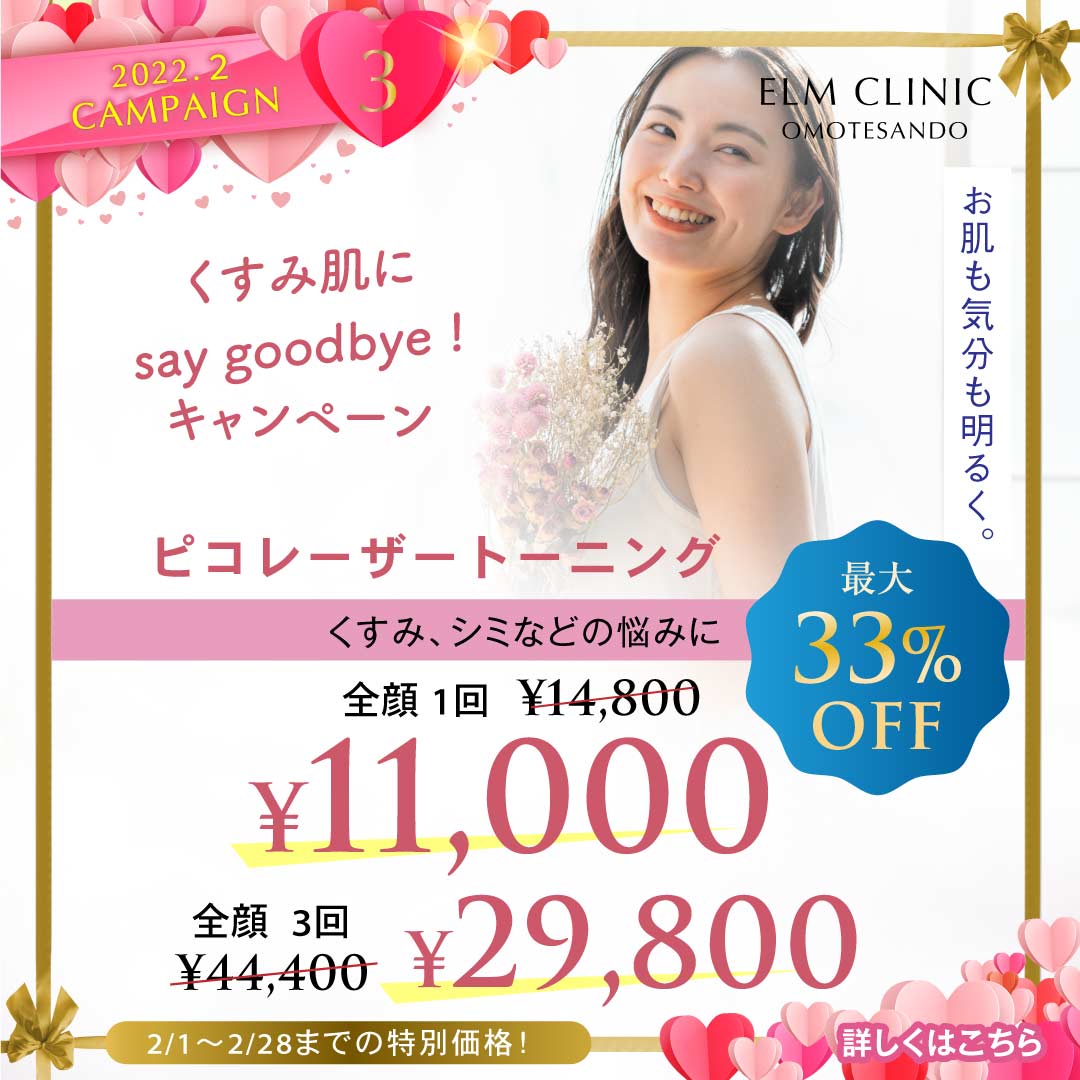 2022.2
CAMPAIGN
3
ELM CLINIC
OMOTESANDO
お肌も気分も明るく。
くすみ肌に
say goodbye！
キャンペーン
ピコレーザートーニング
くすみ、シミなどの悩みに
最大
33%
OFF
全顔 1回 ¥14,800
¥11,000
全顔 3回
¥44,400
¥29,800
2/1～2/28までの特別価格！
詳しくはこちら